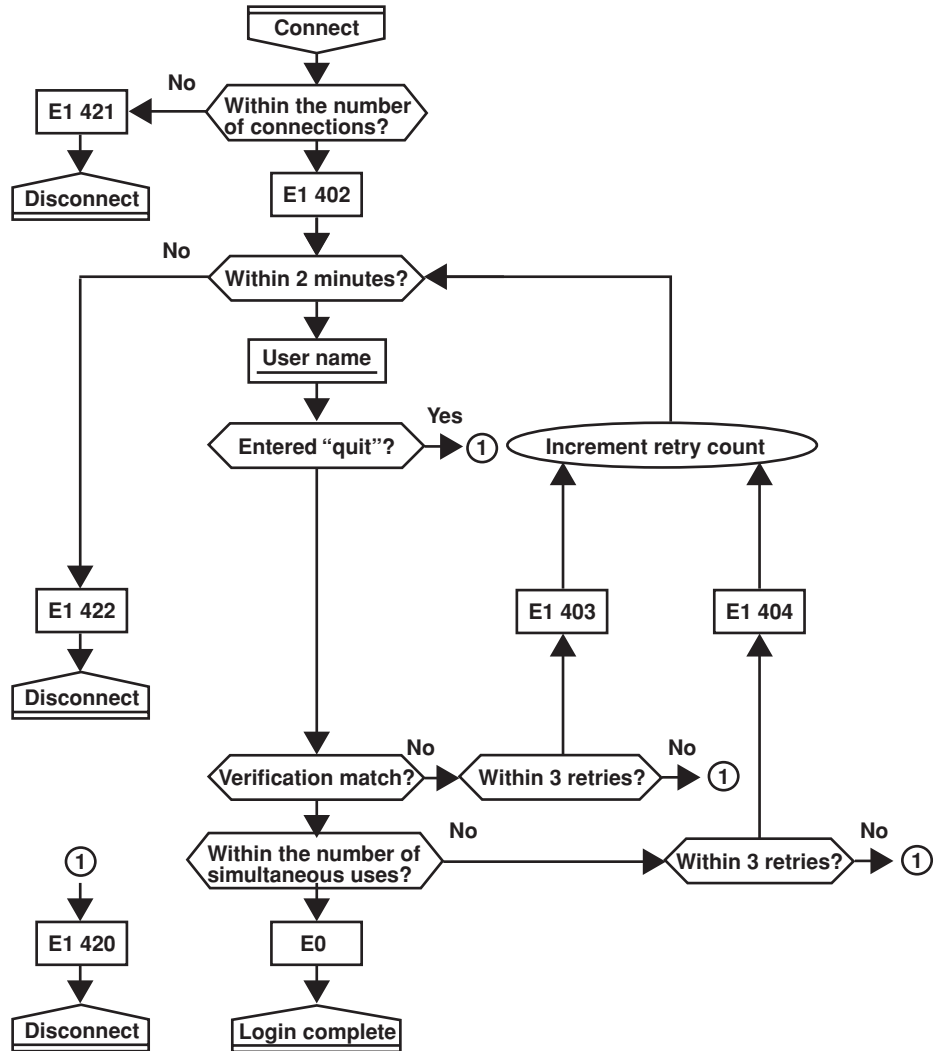 Connect
No
E1 421
Within the number
of connections?
Disconnect
E1 402
No
Within 2 minutes?
User name
Yes
Entered “quit”?
1
Increment retry count
E1 422
E1 403
E1 404
Disconnect
No
No
Verification match?
Within 3 retries?
1
No
No
1
Within the number of
simultaneous uses?
Within 3 retries?
1
E1 420
E0
Disconnect
Login complete